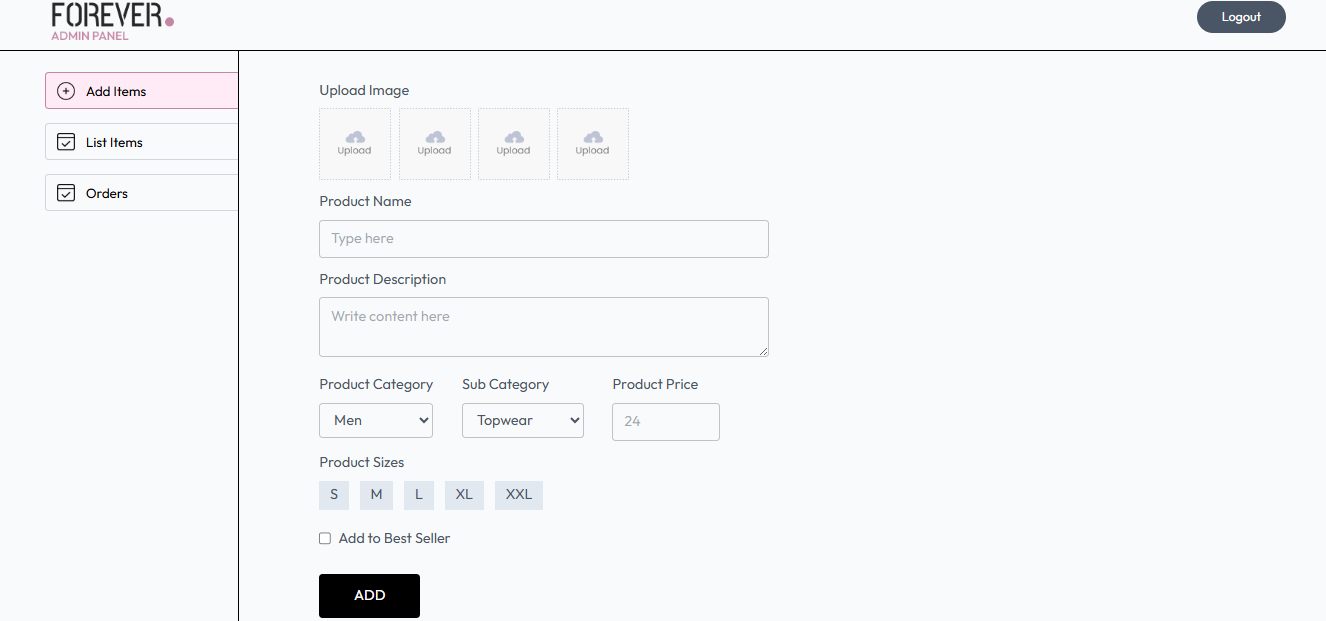 FOREVER.
ADMIN PANEL
Logout
Add Items
List Items
Orders
Upload Image
Upload Upload Upload Upload
Product Name
Type here
Product Description
Write content here
Product Category Sub Category Product Price
Men Topwear 24
Product Sizes
S M L XL XXL
Add to Best Seller
ADD